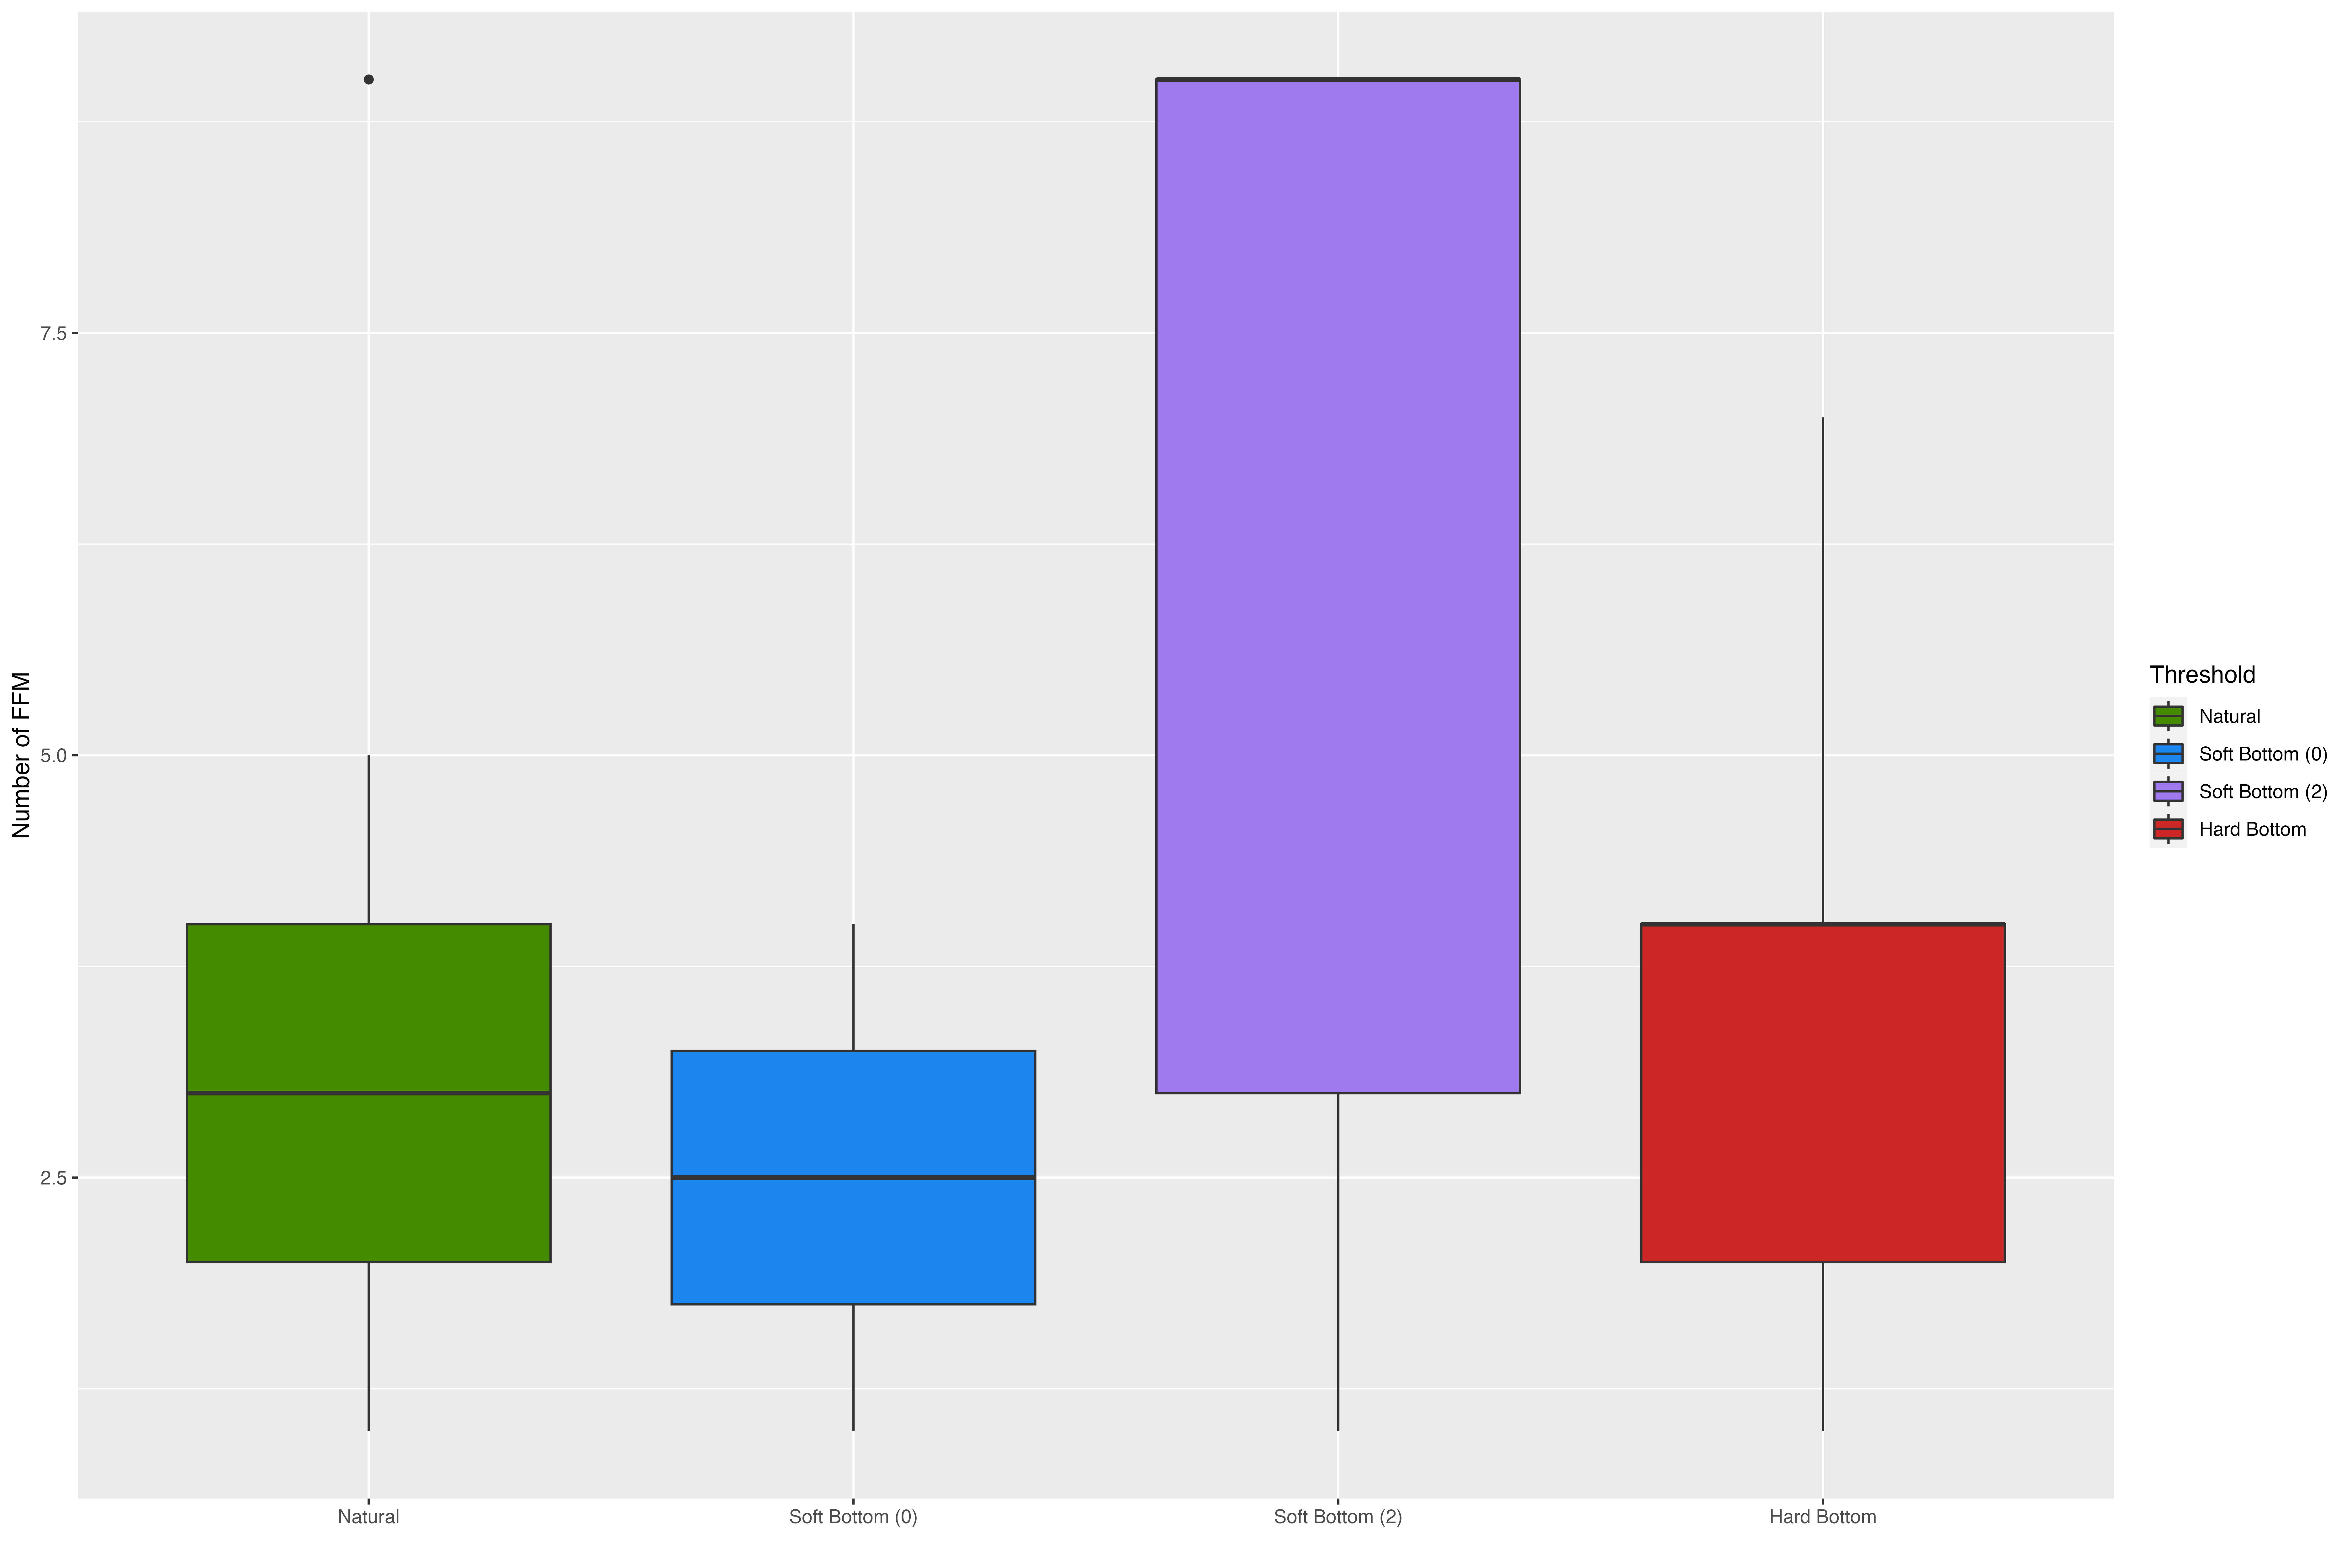 Number of FFM
7.5
5.0
2.5
Natural
Soft Bottom (0)
Soft Bottom (2)
Hard Bottom
Threshold
Natural
Soft Bottom (0)
Soft Bottom (2)
Hard Bottom